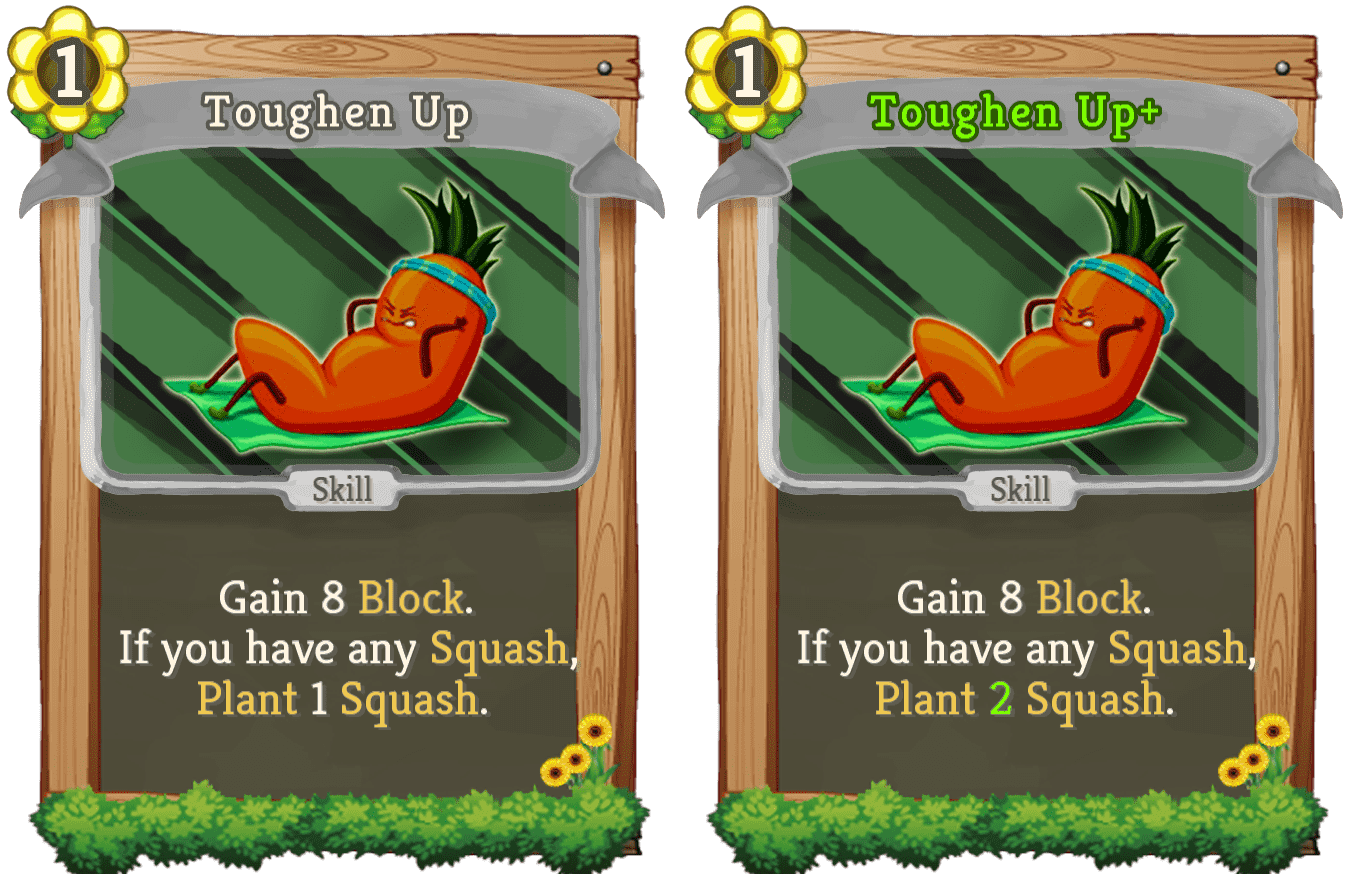 1
Toughen Up
Skill
Gain 8 Block.
If you have any Squash,
Plant 1 Squash.
1
Toughen Up+
Skill
Gain 8 Block.
If you have any Squash,
Plant 2 Squash.